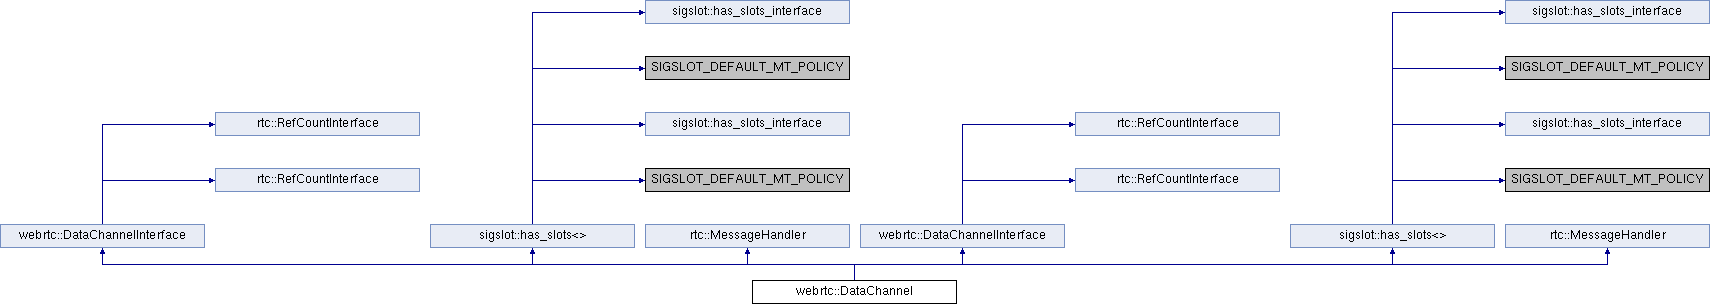 sigslot::has_slots_interface
sigslot::has_slots_interface
SIGSLOT_DEFAULT_MT_POLICY
SIGSLOT_DEFAULT_MT_POLICY
rtc::RefCountInterface
sigslot::has_slots_interface
rtc::RefCountInterface
sigslot::has_slots_interface
rtc::RefCountInterface
SIGSLOT_DEFAULT_MT_POLICY
rtc::RefCountInterface
SIGSLOT_DEFAULT_MT_POLICY
webrtc::DataChannelInterface
sigslot::has_slots<>
rtc::MessageHandler
webrtc::DataChannelInterface
sigslot::has_slots<>
rtc::MessageHandler
webrtc::DataChannel